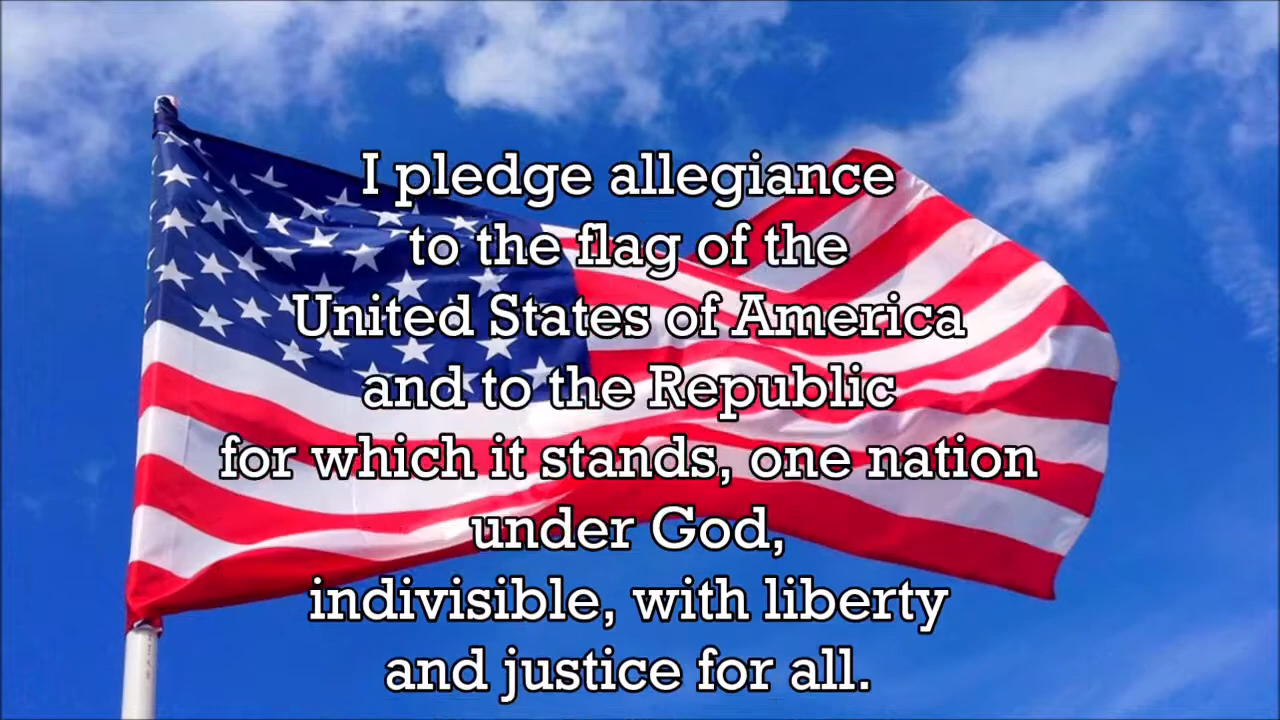 I pledge allegiance
to the flag of the
United States of America
and to the Republic
for which it stands, one nation
under God,
indivisible, with liberty
and justice for all.